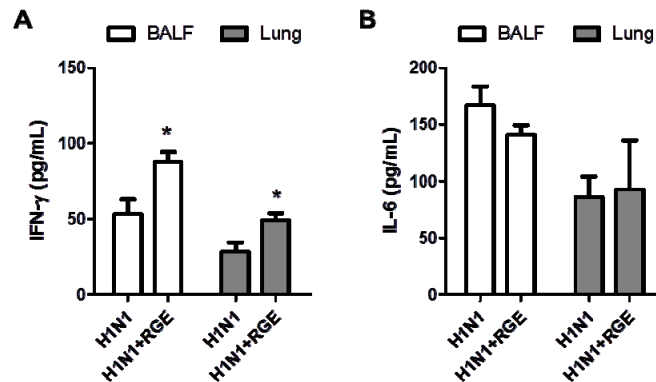 A
BALF Lung
IFN-γ (pg/mL)
150
100
50
0
*
*
H1N1
H1N1+RGE
H1N1
H1N1+RGE
B
BALF Lung
IL-6 (pg/mL)
200
150
100
50
0
H1N1
H1N1+RGE
H1N1
H1N1+RGE